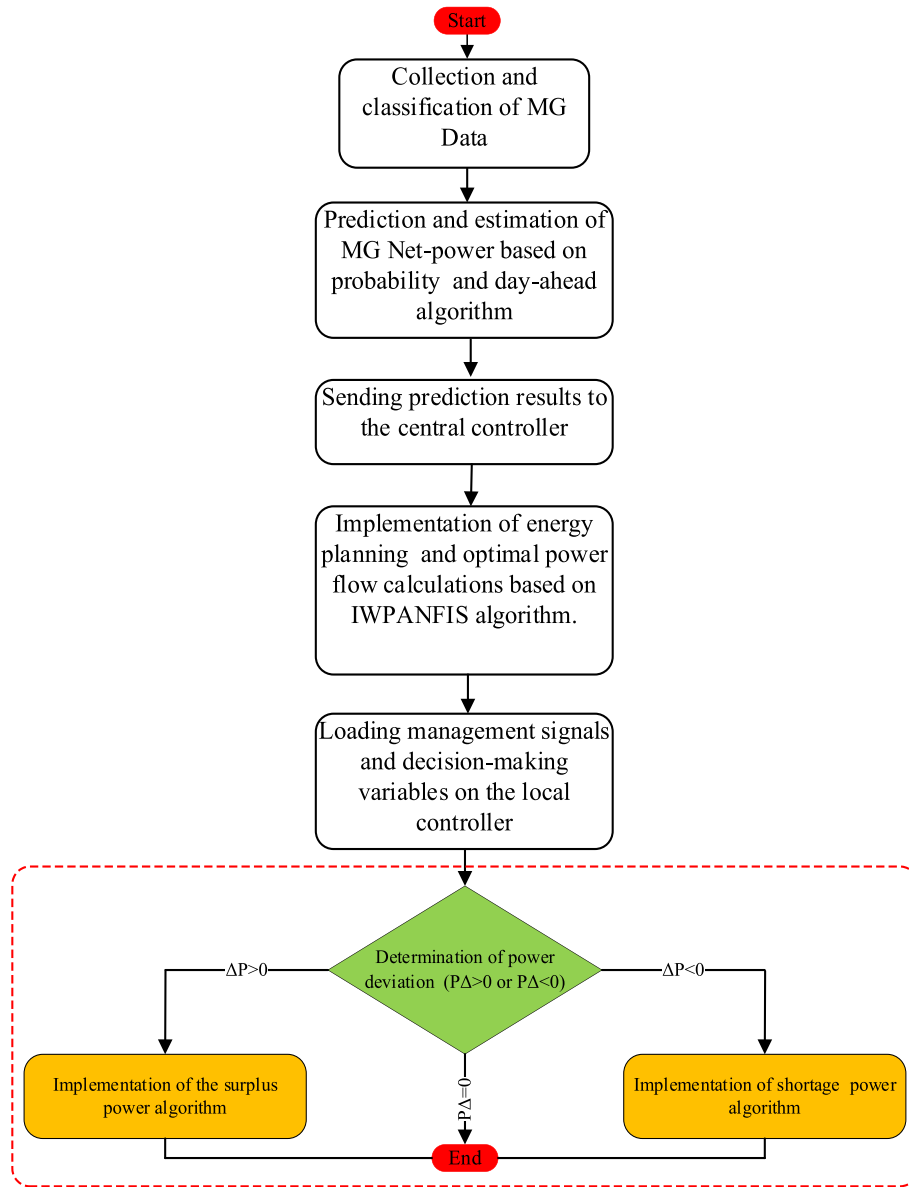 Start
Collection and
classification of MG
Data
Prediction and estimation of
MG Net-power based on
probability and day-ahead
algorithm
Sending prediction results to
the central controller
Implementation of energy
planning and optimal power
flow calculations based on
IWPANFIS algorithm.
Loading management signals
and decision-making
variables on the local
controller
Determination of power
deviation (PΔ>0 or PΔ<0)
ΔP>0
ΔP<0
PΔ=0
Implementation of the surplus
power algorithm
Implementation of shortage power
algorithm
End